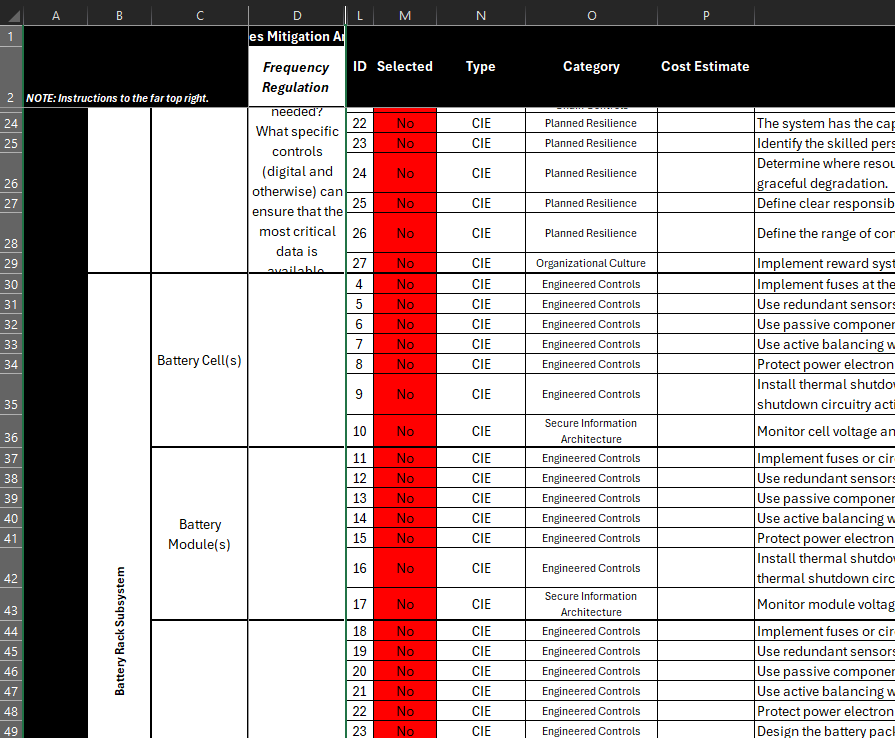 A B C D L M N O P
1 es Mitigation Ar
2 NOTE: Instructions to the far top right. Frequency Regulation ID Selected Type Category Cost Estimate
needed?
What specific
controls
(digital and
otherwise) can
ensure that the
most critical
data is
available
24 22 No CIE Planned Resilience The system has the cap
25 23 No CIE Planned Resilience Identify the skilled pers
26 24 No CIE Planned Resilience Determine where resou
graceful degradation.
27 25 No CIE Planned Resilience Define clear responsib
28 26 No CIE Planned Resilience Define the range of con
29 27 No CIE Organizational Culture Implement reward syst
Battery Rack Subsystem
Battery Cell(s)
30 4 No CIE Engineered Controls Implement fuses at the
31 5 No CIE Engineered Controls Use redundant sensors
32 6 No CIE Engineered Controls Use passive componen
33 7 No CIE Engineered Controls Use active balancing w
34 8 No CIE Engineered Controls Protect power electron
35 9 No CIE Engineered Controls Install thermal shutdo
shutdown circuitry acti
36 10 No CIE Secure Information Architecture Monitor cell voltage an
Battery
Module(s)
37 11 No CIE Engineered Controls Implement fuses or cir
38 12 No CIE Engineered Controls Use redundant sensors
39 13 No CIE Engineered Controls Use passive componen
40 14 No CIE Engineered Controls Use active balancing w
41 15 No CIE Engineered Controls Protect power electron
42 16 No CIE Engineered Controls Install thermal shutdo
thermal shutdown circ
43 17 No CIE Secure Information Architecture Monitor module voltag
44 18 No CIE Engineered Controls Implement fuses or cir
45 19 No CIE Engineered Controls Use redundant sensors
46 20 No CIE Engineered Controls Use passive componen
47 21 No CIE Engineered Controls Use active balancing w
48 22 No CIE Engineered Controls Protect power electron
49 23 No CIE Engineered Controls Design the battery pack